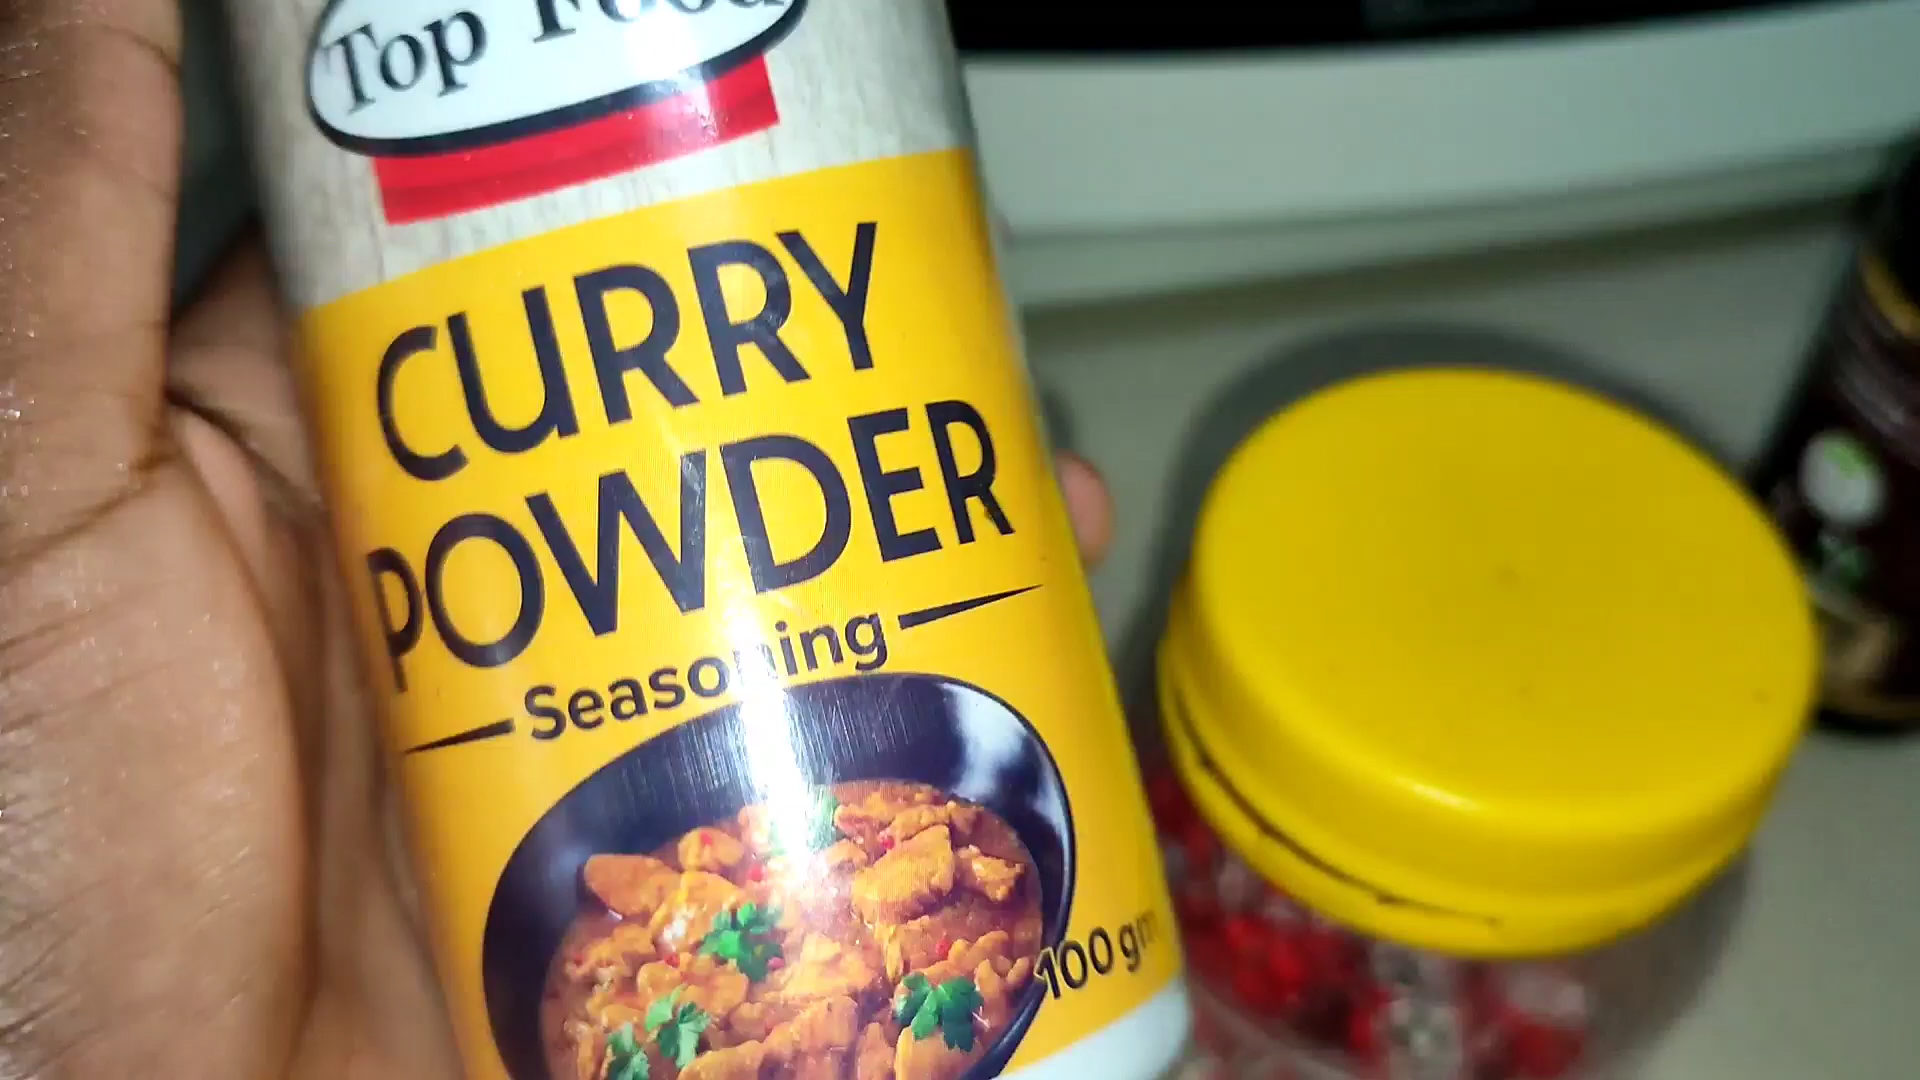 Top Food
CURRY
POWDER
Seasoning
100 gm